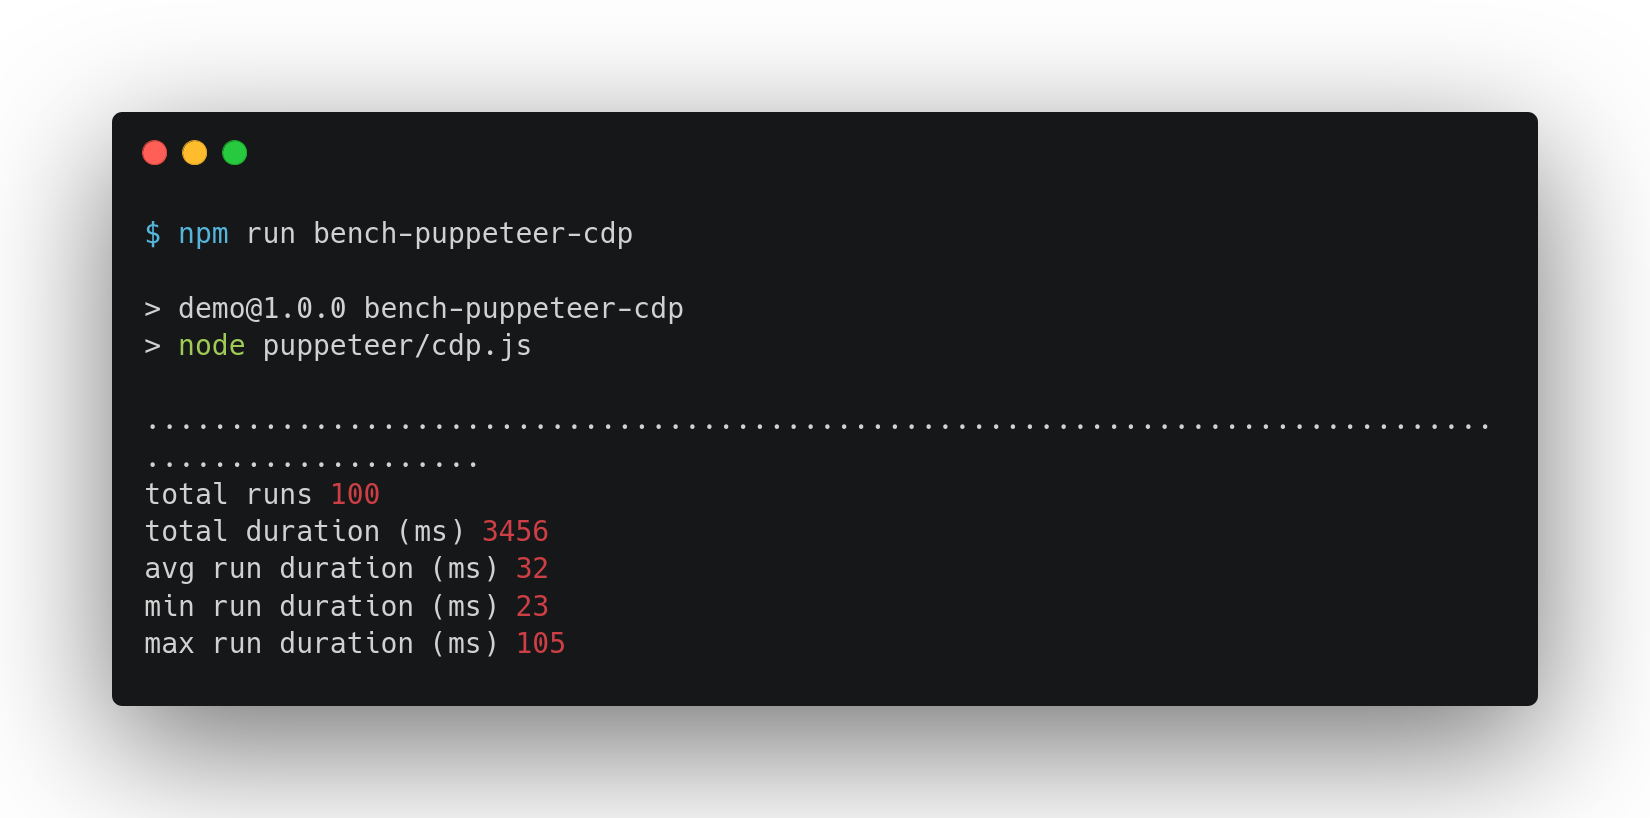 $ npm run bench-puppeteer-cdp
> demo@1.0.0 bench-puppeteer-cdp
> node puppeteer/cdp.js
................................................................................
....................
total runs 100
total duration (ms) 3456
avg run duration (ms) 32
min run duration (ms) 23
max run duration (ms) 105